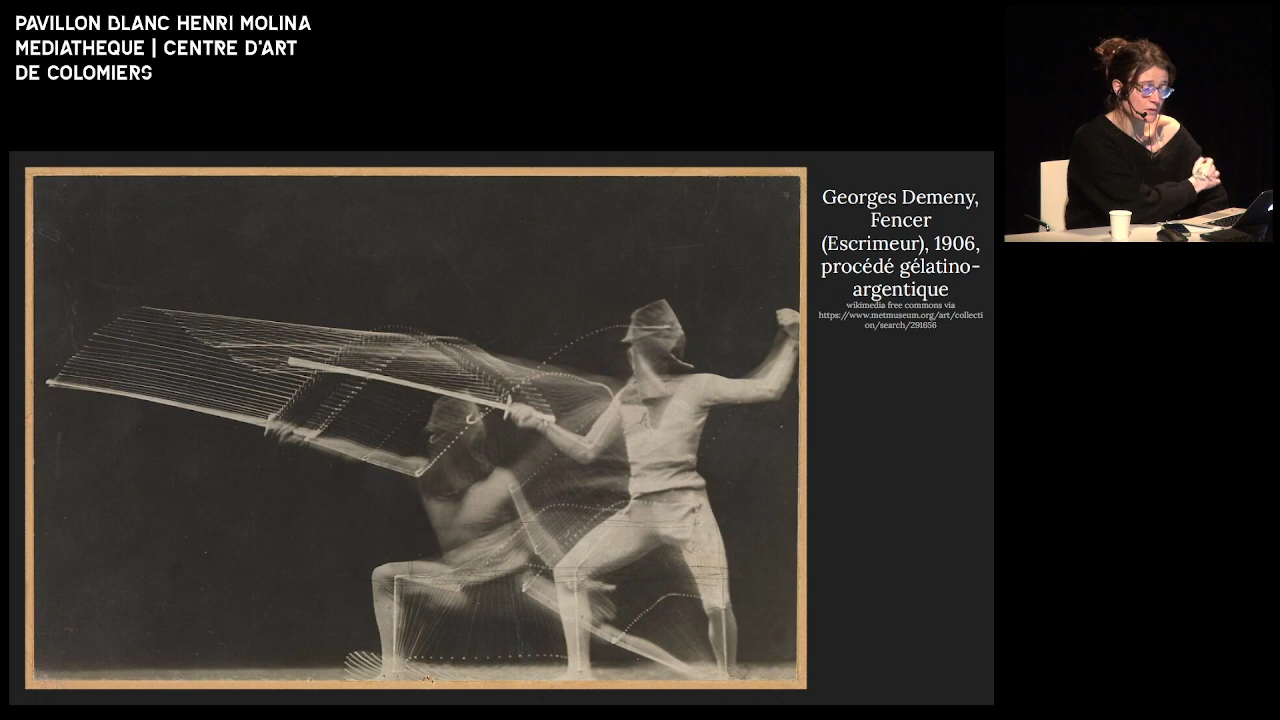 PAVILLON BLANC HENRI MOLINA
MEDIATHEQUE | CENTRE D'ART
DE COLOMIERS
Georges Demeny,
Fencer
(Escrimeur), 1906,
procédé gélatino-
argentique
wikimedia free commons via
https://www.metmuseum.org/art/collecti
on/search/291656